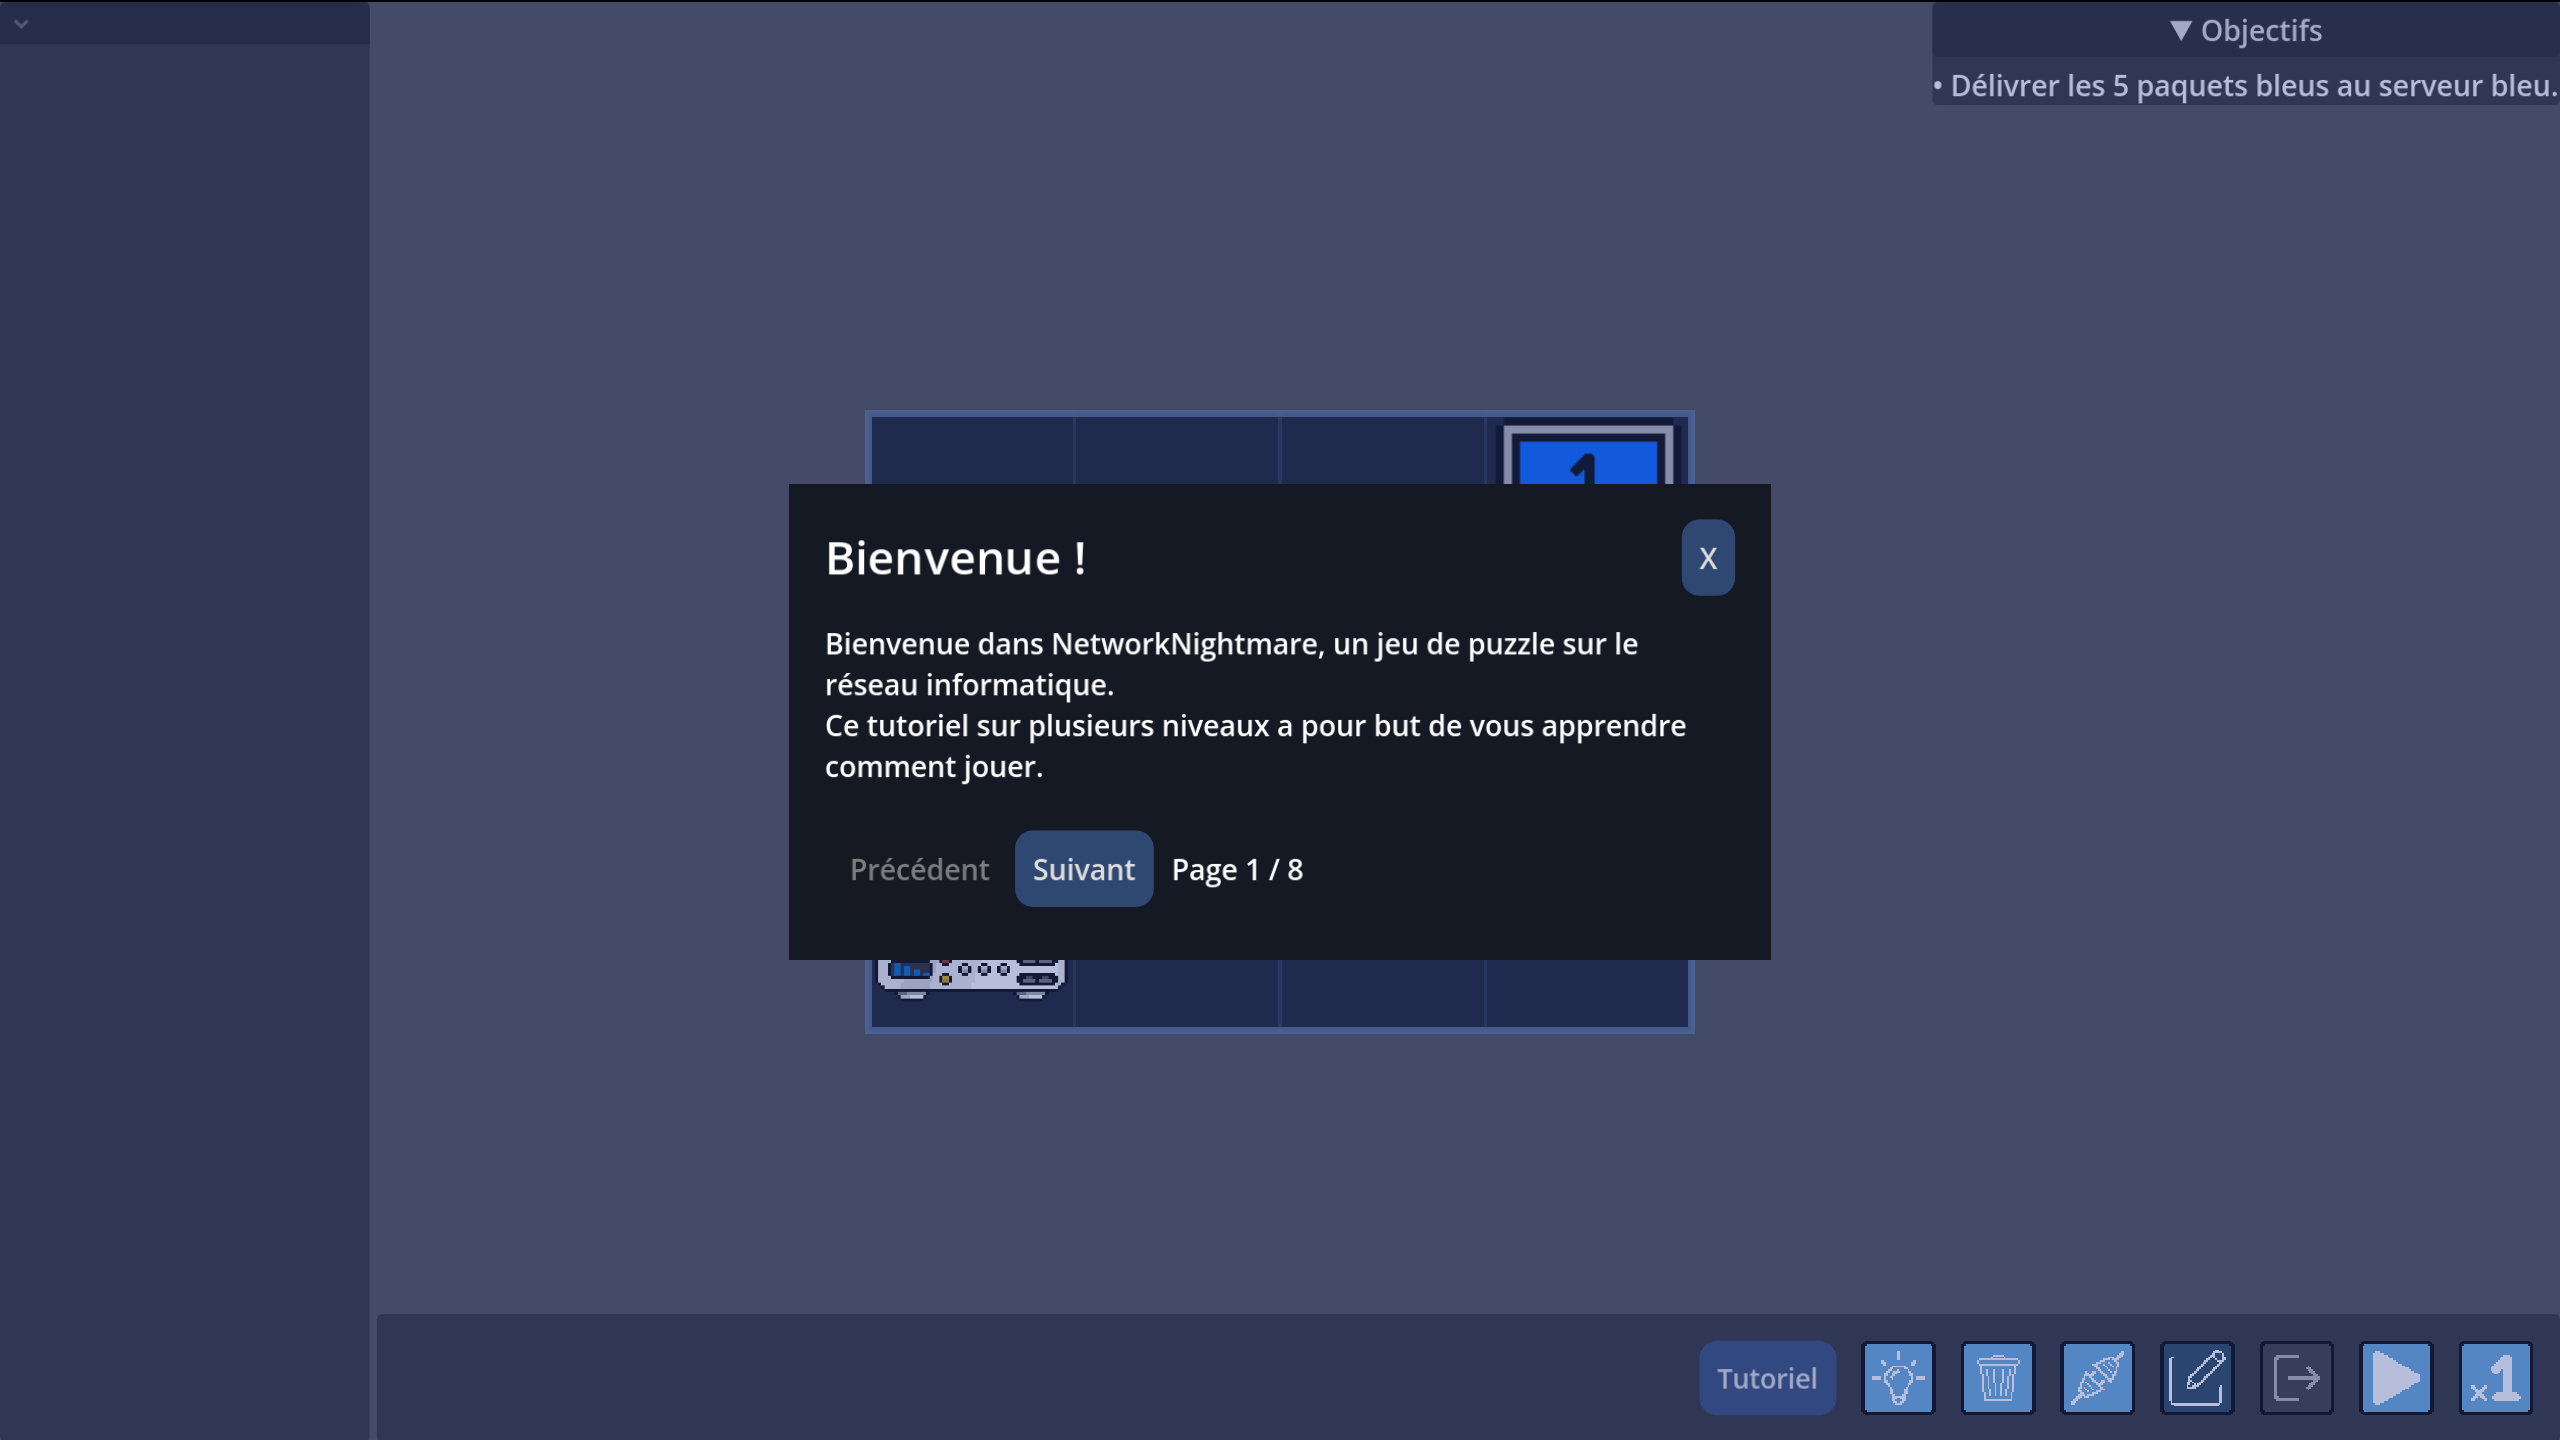 ▼ Objectifs
• Délivrer les 5 paquets bleus au serveur bleu.
1
Bienvenue !
X
Bienvenue dans NetworkNightmare, un jeu de puzzle sur le
réseau informatique.
Ce tutoriel sur plusieurs niveaux a pour but de vous apprendre
comment jouer.
Précédent Suivant Page 1 / 8
Tutoriel x1